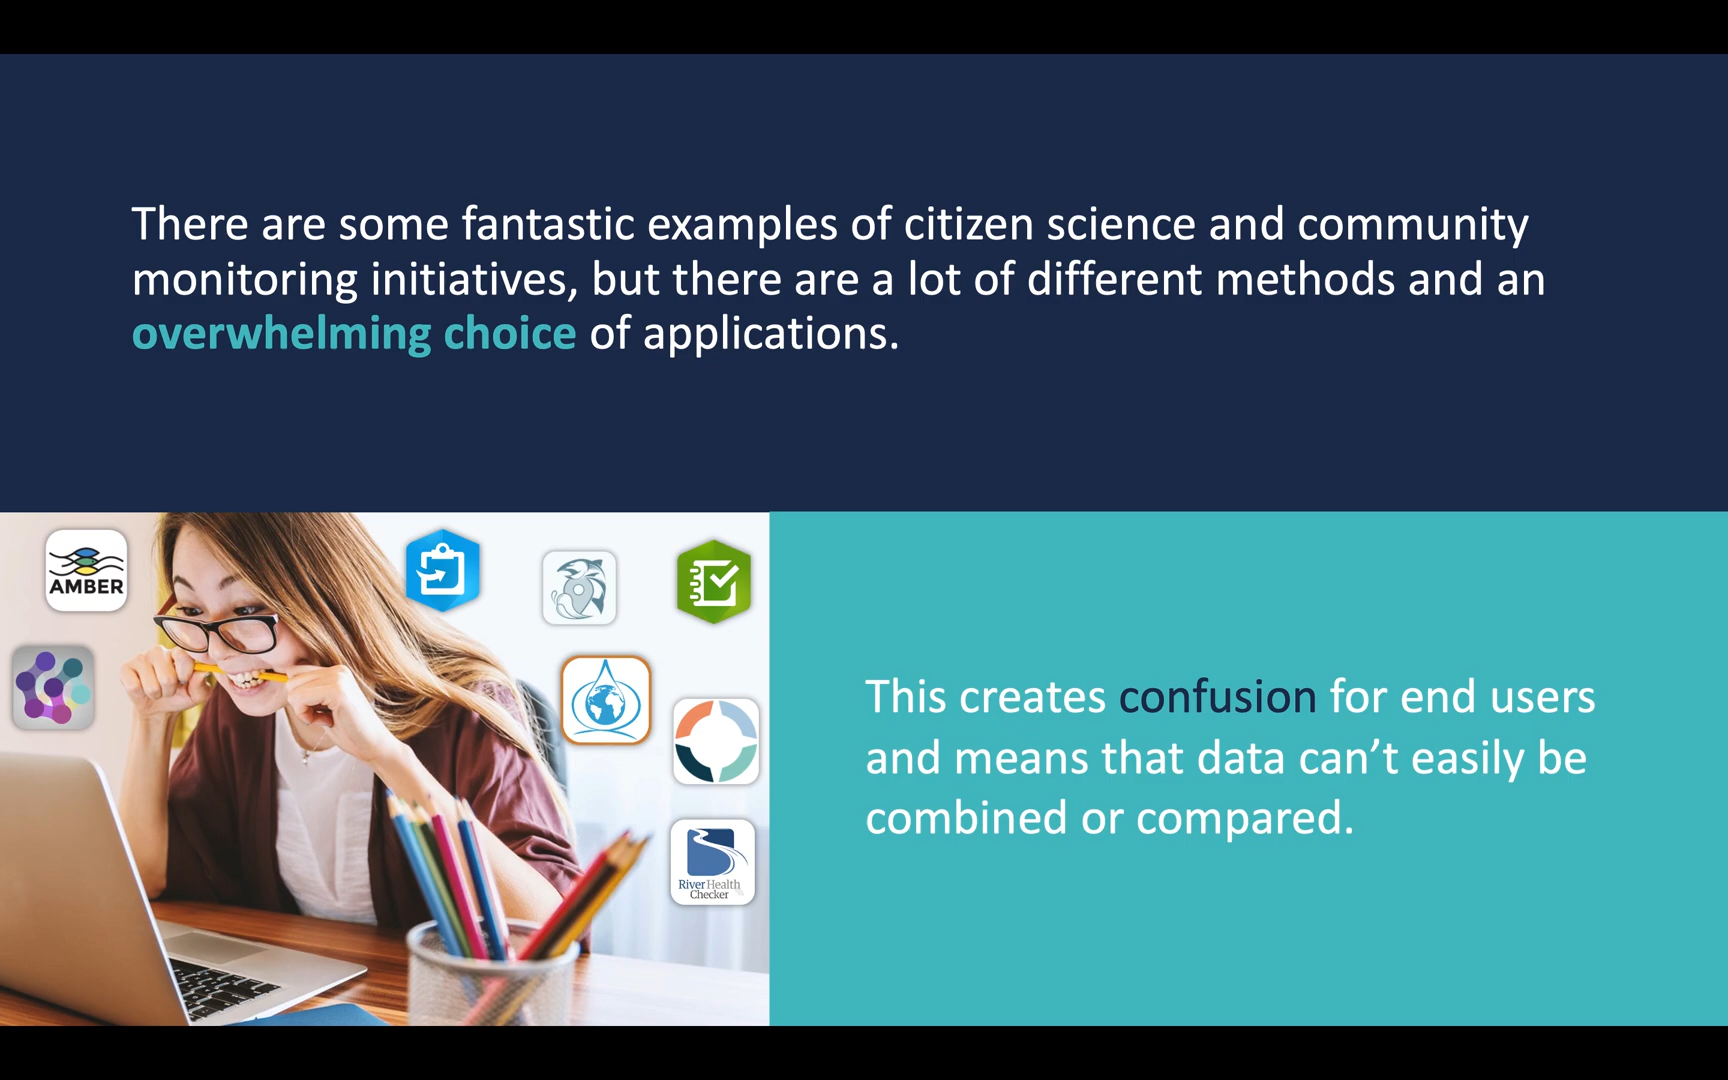 There are some fantastic examples of citizen science and community
monitoring initiatives, but there are a lot of different methods and an
overwhelming choice of applications.
AMBER
River Health
Checker
This creates confusion for end users
and means that data can’t easily be
combined or compared.